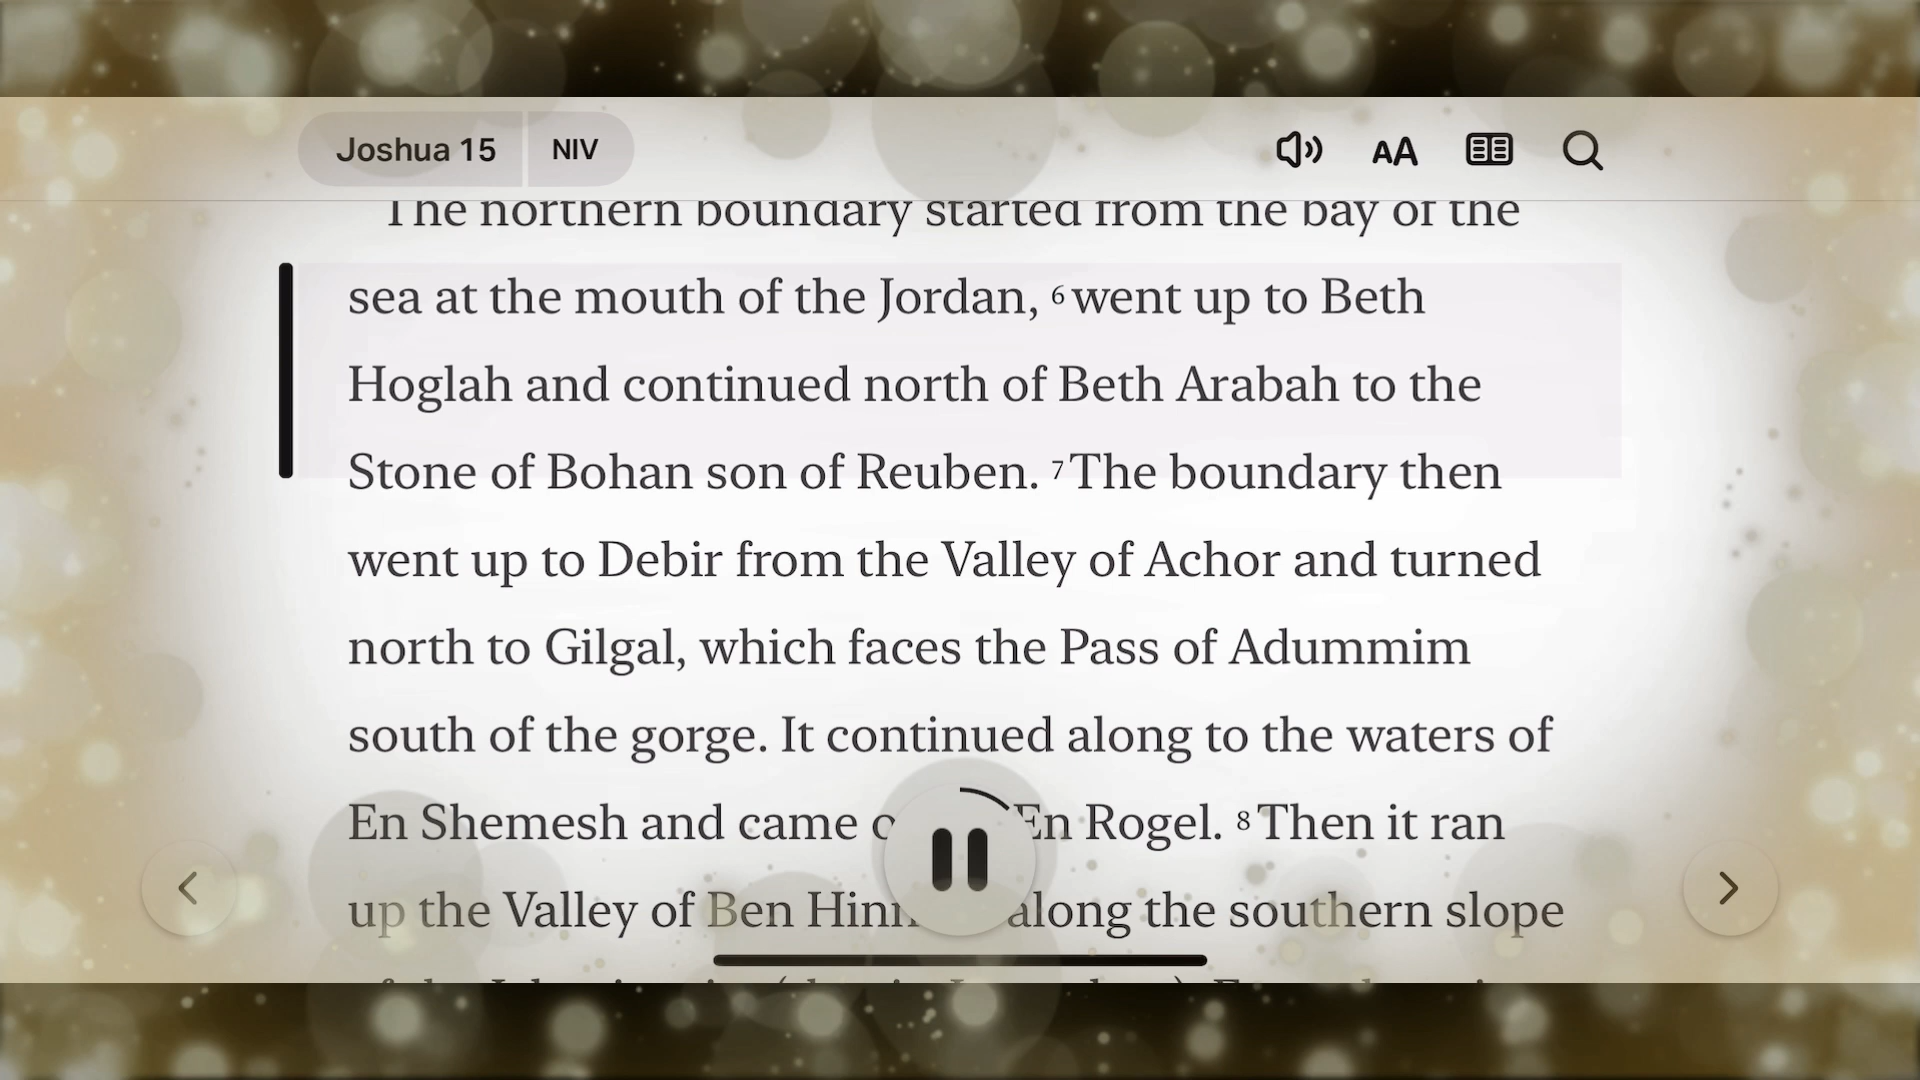 Joshua 15 NIV AA
The northern boundary started from the bay of the
sea at the mouth of the Jordan, 6 went up to Beth
Hoglah and continued north of Beth Arabah to the
Stone of Bohan son of Reuben. 7 The boundary then
went up to Debir from the Valley of Achor and turned
north to Gilgal, which faces the Pass of Adummim
south of the gorge. It continued along to the waters of
En Shemesh and came En Rogel. 8 Then it ran
up the Valley of Ben along the southern slope